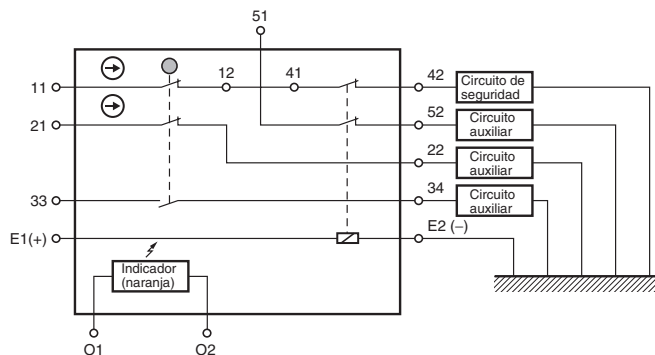 51
11
12
41
42
Circuito de
seguridad
21
52
Circuito
auxiliar
22
Circuito
auxiliar
33
34
Circuito
auxiliar
E1(+)
E2 (–)
Indicador
(naranja)
O1
O2